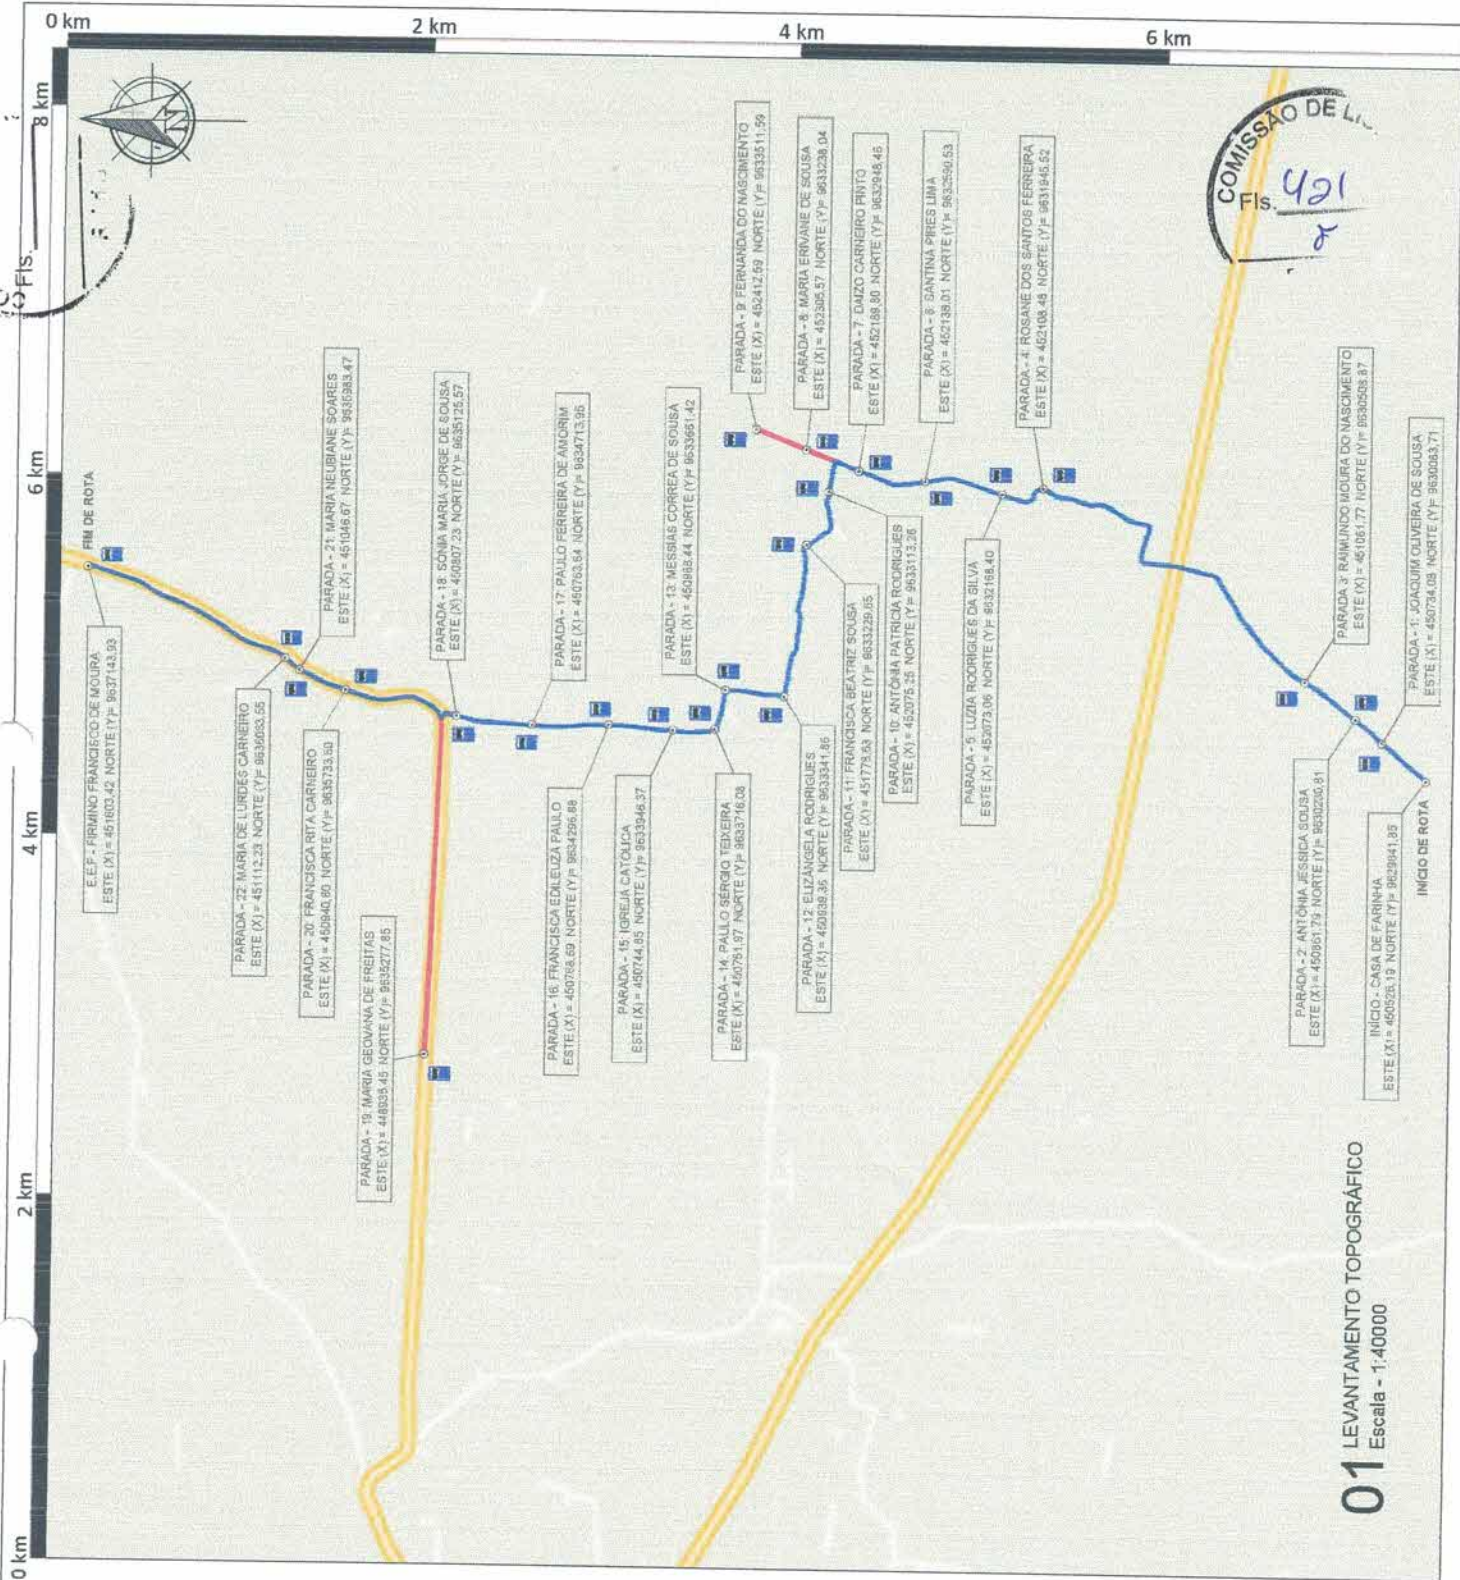 0 km
2 km
4 km
6 km
8 km
6 km
4 km
2 km
0 km
N
Fls.
COMISSÃO DE
Fls. 421
FIM DE ROTA
E.E.F - FIRMINO FRANCISCO DE MOURA
ESTE (X) = 451603,42 NORTE (Y)= 9637143,93
PARADA - 22: MARIA DE LURDES CARNEIRO
ESTE (X) = 451112,23 NORTE (Y)= 9636083,55
PARADA - 21: MARIA NEUBIANE SOARES
ESTE (X) = 451046,67 NORTE (Y)= 9635983,47
PARADA - 20: FRANCISCA RITA CARNEIRO
ESTE (X) = 450940,60 NORTE (Y)= 9635733,60
PARADA - 19: MARIA GEOVANA DE FREITAS
ESTE (X) = 448935,45 NORTE (Y)= 9635277,85
PARADA - 18: SÔNIA MARIA JORGE DE SOUSA
ESTE (X) = 450807,23 NORTE (Y)= 9635125,57
PARADA - 17: PAULO FERREIRA DE AMORIM
ESTE (X) = 450763,64 NORTE (Y)= 9634713,95
PARADA - 16: FRANCISCA EDILEUZA PAULO
ESTE (X) = 450768,69 NORTE (Y)= 9634296,88
PARADA - 15: IGREJA CATÓLICA
ESTE (X) = 450744,85 NORTE (Y)= 9633946,37
PARADA - 14: PAULO SÉRGIO TEIXEIRA
ESTE (X) = 450751,97 NORTE (Y)= 9633716,08
PARADA - 13: MESSIAS CORREA DE SOUSA
ESTE (X) = 450968,44 NORTE (Y)= 9633661,42
PARADA - 12: ELIZÂNGELA RODRIGUES
ESTE (X) = 450939,35 NORTE (Y)= 9633341,86
PARADA - 11: FRANCISCA BEATRIZ SOUSA
ESTE (X) = 451778,63 NORTE (Y)= 9633229,65
PARADA - 10: ANTÔNIA PATRÍCIA RODRIGUES
ESTE (X) = 452075,25 NORTE (Y)= 9633113,26
PARADA - 9: FERNANDA DO NASCIMENTO
ESTE (X) = 452412,59 NORTE (Y)= 9633511,59
PARADA - 8: MARIA ERIVANE DE SOUSA
ESTE (X) = 452305,57 NORTE (Y)= 9633238,04
PARADA - 7: DAIZO CARNEIRO PINTO
ESTE (X) = 452189,80 NORTE (Y)= 9632948,45
PARADA - 6: SANTINA PIRES LIMA
ESTE (X) = 452138,01 NORTE (Y)= 9632590,53
PARADA - 5: LUZIA RODRIGUES DA SILVA
ESTE (X) = 452073,06 NORTE (Y)= 9632168,40
PARADA - 4: ROSANE DOS SANTOS FERREIRA
ESTE (X) = 452108,48 NORTE (Y)= 9631945,52
PARADA 3: RAIMUNDO MOURA DO NASCIMENTO
ESTE (X) = 451061,77 NORTE (Y)= 9630508,87
PARADA - 2: ANTÔNIA JESSICA SOUSA
ESTE (X) = 450861,79 NORTE (Y)= 9630230,81
PARADA - 1: JOAQUIM OLIVEIRA DE SOUSA
ESTE (X) = 450734,08 NORTE (Y)= 9630083,71
INÍCIO - CASA DE FARINHA
ESTE (X) = 450526,19 NORTE (Y)= 9629841,85
INÍCIO DE ROTA
01 LEVANTAMENTO TOPOGRÁFICO
Escala - 1:40000